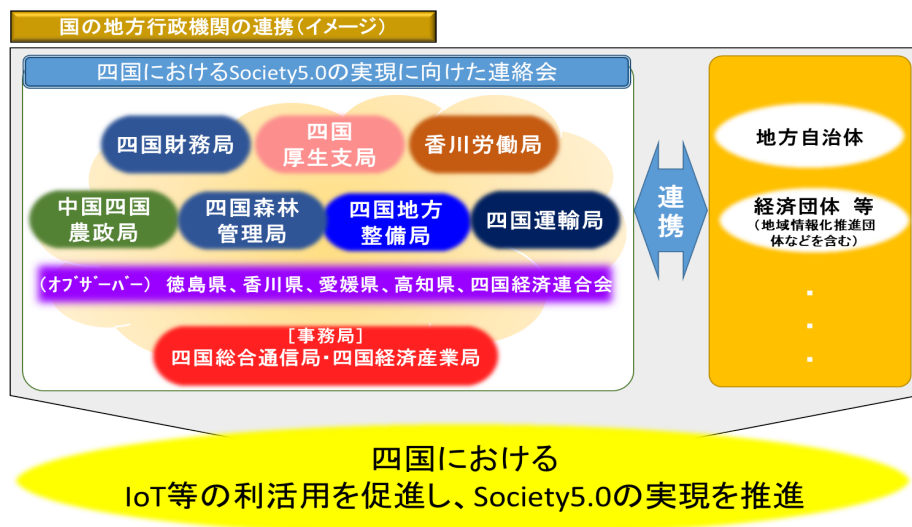 国の地方行政機関の連携(イメージ)
四国におけるSociety5.0の実現に向けた連絡会
四国財務局
四国
厚生支局
香川労働局
中国四国
農政局
四国森林
管理局
四国地方
整備局
四国運輸局
(オブザーバー) 徳島県、香川県、愛媛県、高知県、四国経済連合会
[事務局]
四国総合通信局・四国経済産業局
連携
地方自治体
経済団体 等
(地域情報化推進団
体などを含む)
・
・
・
四国における
IoT等の利活用を促進し、Society5.0の実現を推進